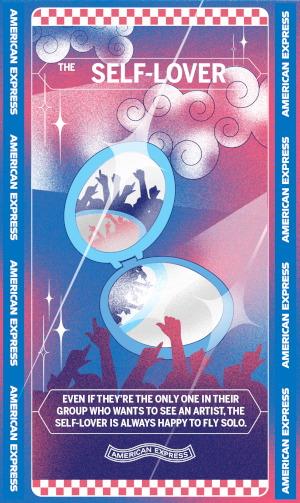 THE SELF-LOVER
EVEN IF THEY'RE THE ONLY ONE IN THEIR
GROUP WHO WANTS TO SEE AN ARTIST, THE
SELF-LOVER IS ALWAYS HAPPY TO FLY SOLO.
AMERICAN EXPRESS
AMERICAN EXPRESS
AMERICAN EXPRESS
AMERICAN EXPRESS
AMERICAN EXPRESS
AMERICAN EXPRESS
AMERICAN EXPRESS
AMERICAN EXPRESS
AMERICAN EXPRESS